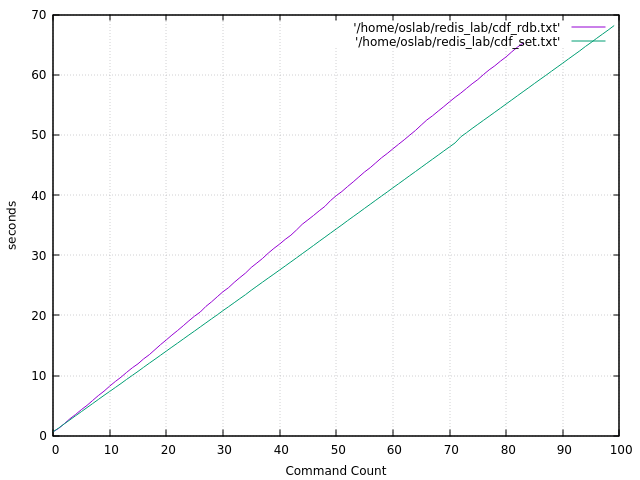 70
60
50
40
30
20
10
0
seconds
'/home/oslab/redis_lab/cdf_rdb.txt'
'/home/oslab/redis_lab/cdf_set.txt'
0 10 20 30 40 50 60 70 80 90 100
Command Count